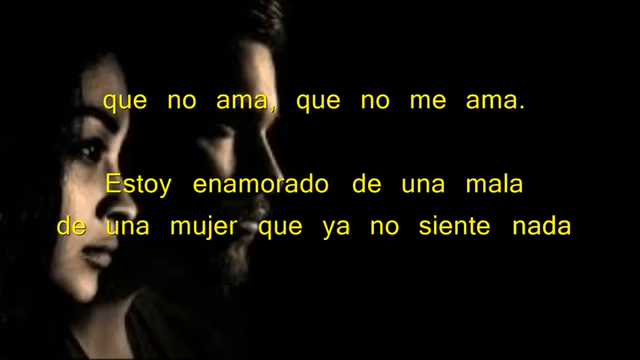 que no ama, que no me ama.
Estoy enamorado de una mala
de una mujer que ya no siente nada